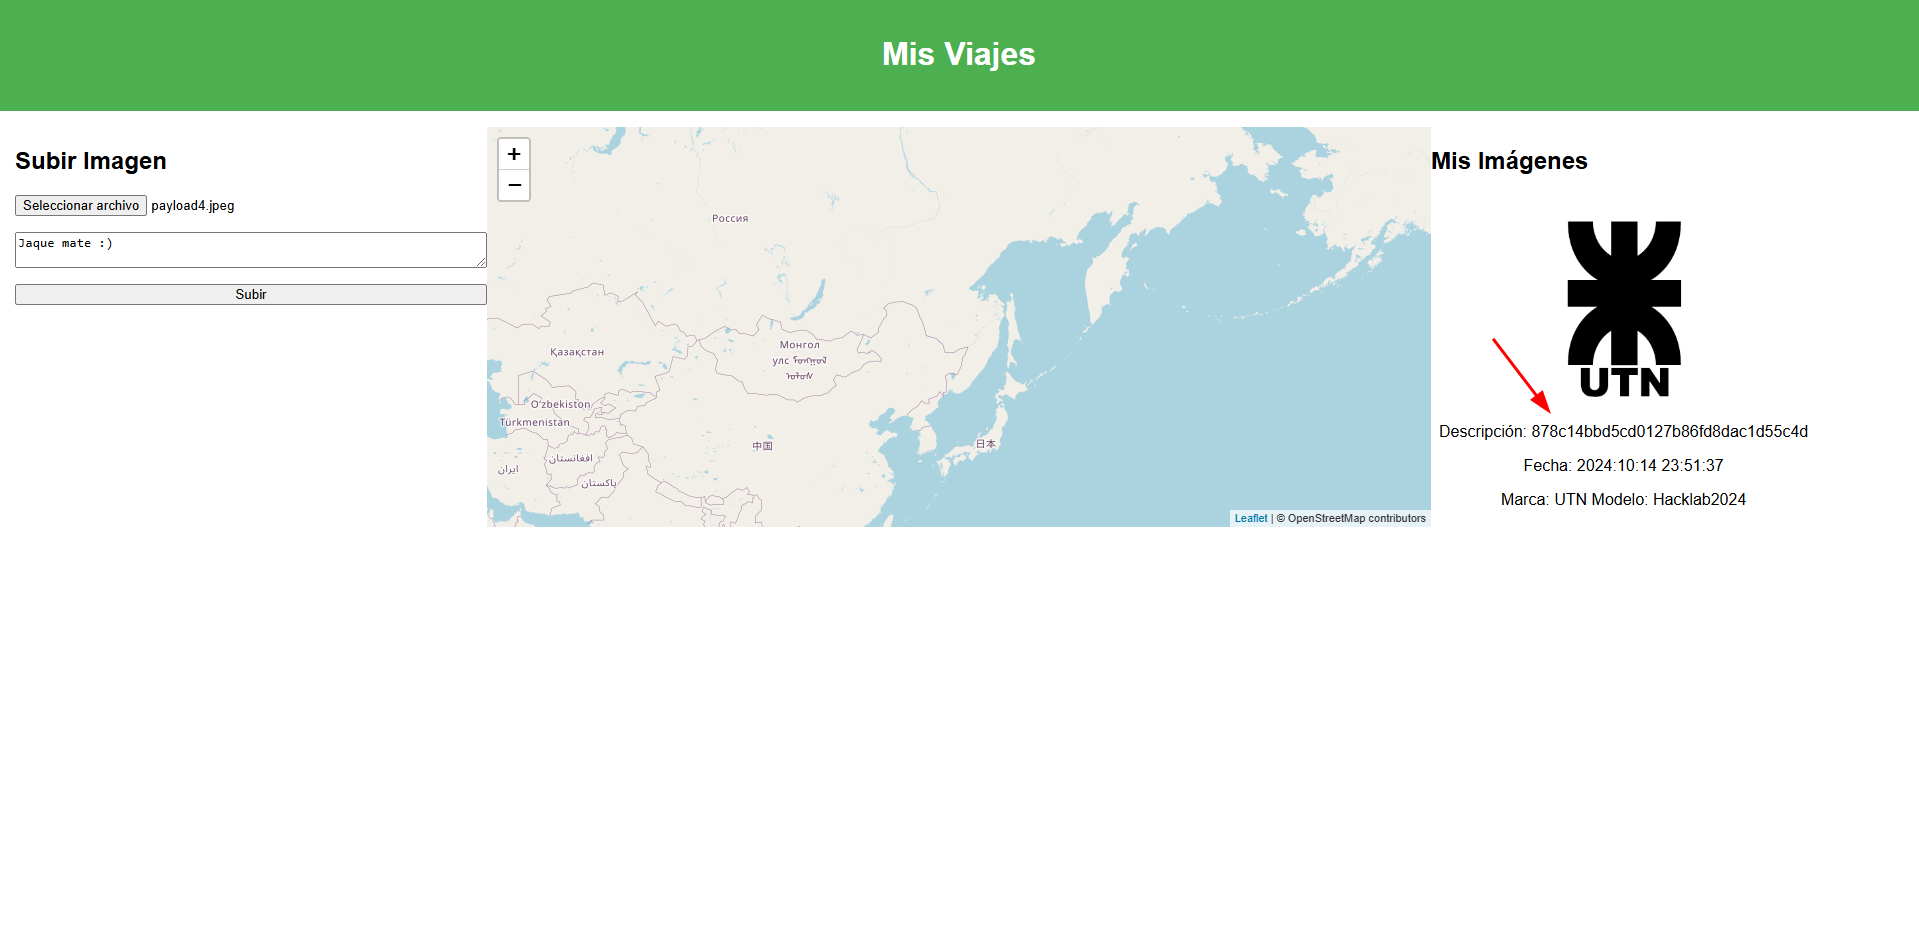 Mis Viajes
Subir Imagen
Seleccionar archivo payload4.jpeg
Jaque mate :)
Subir
+
−
Россия
Қазақстан
Монгол
улс
O'zbekiston
Türkmenistan
افغانستان
ایران
پاکستان
中国
日本
Leaflet | © OpenStreetMap contributors
Mis Imágenes
UTN
Descripción: 878c14bbd5cd0127b86fd8dac1d55c4d
Fecha: 2024:10:14 23:51:37
Marca: UTN Modelo: Hacklab2024